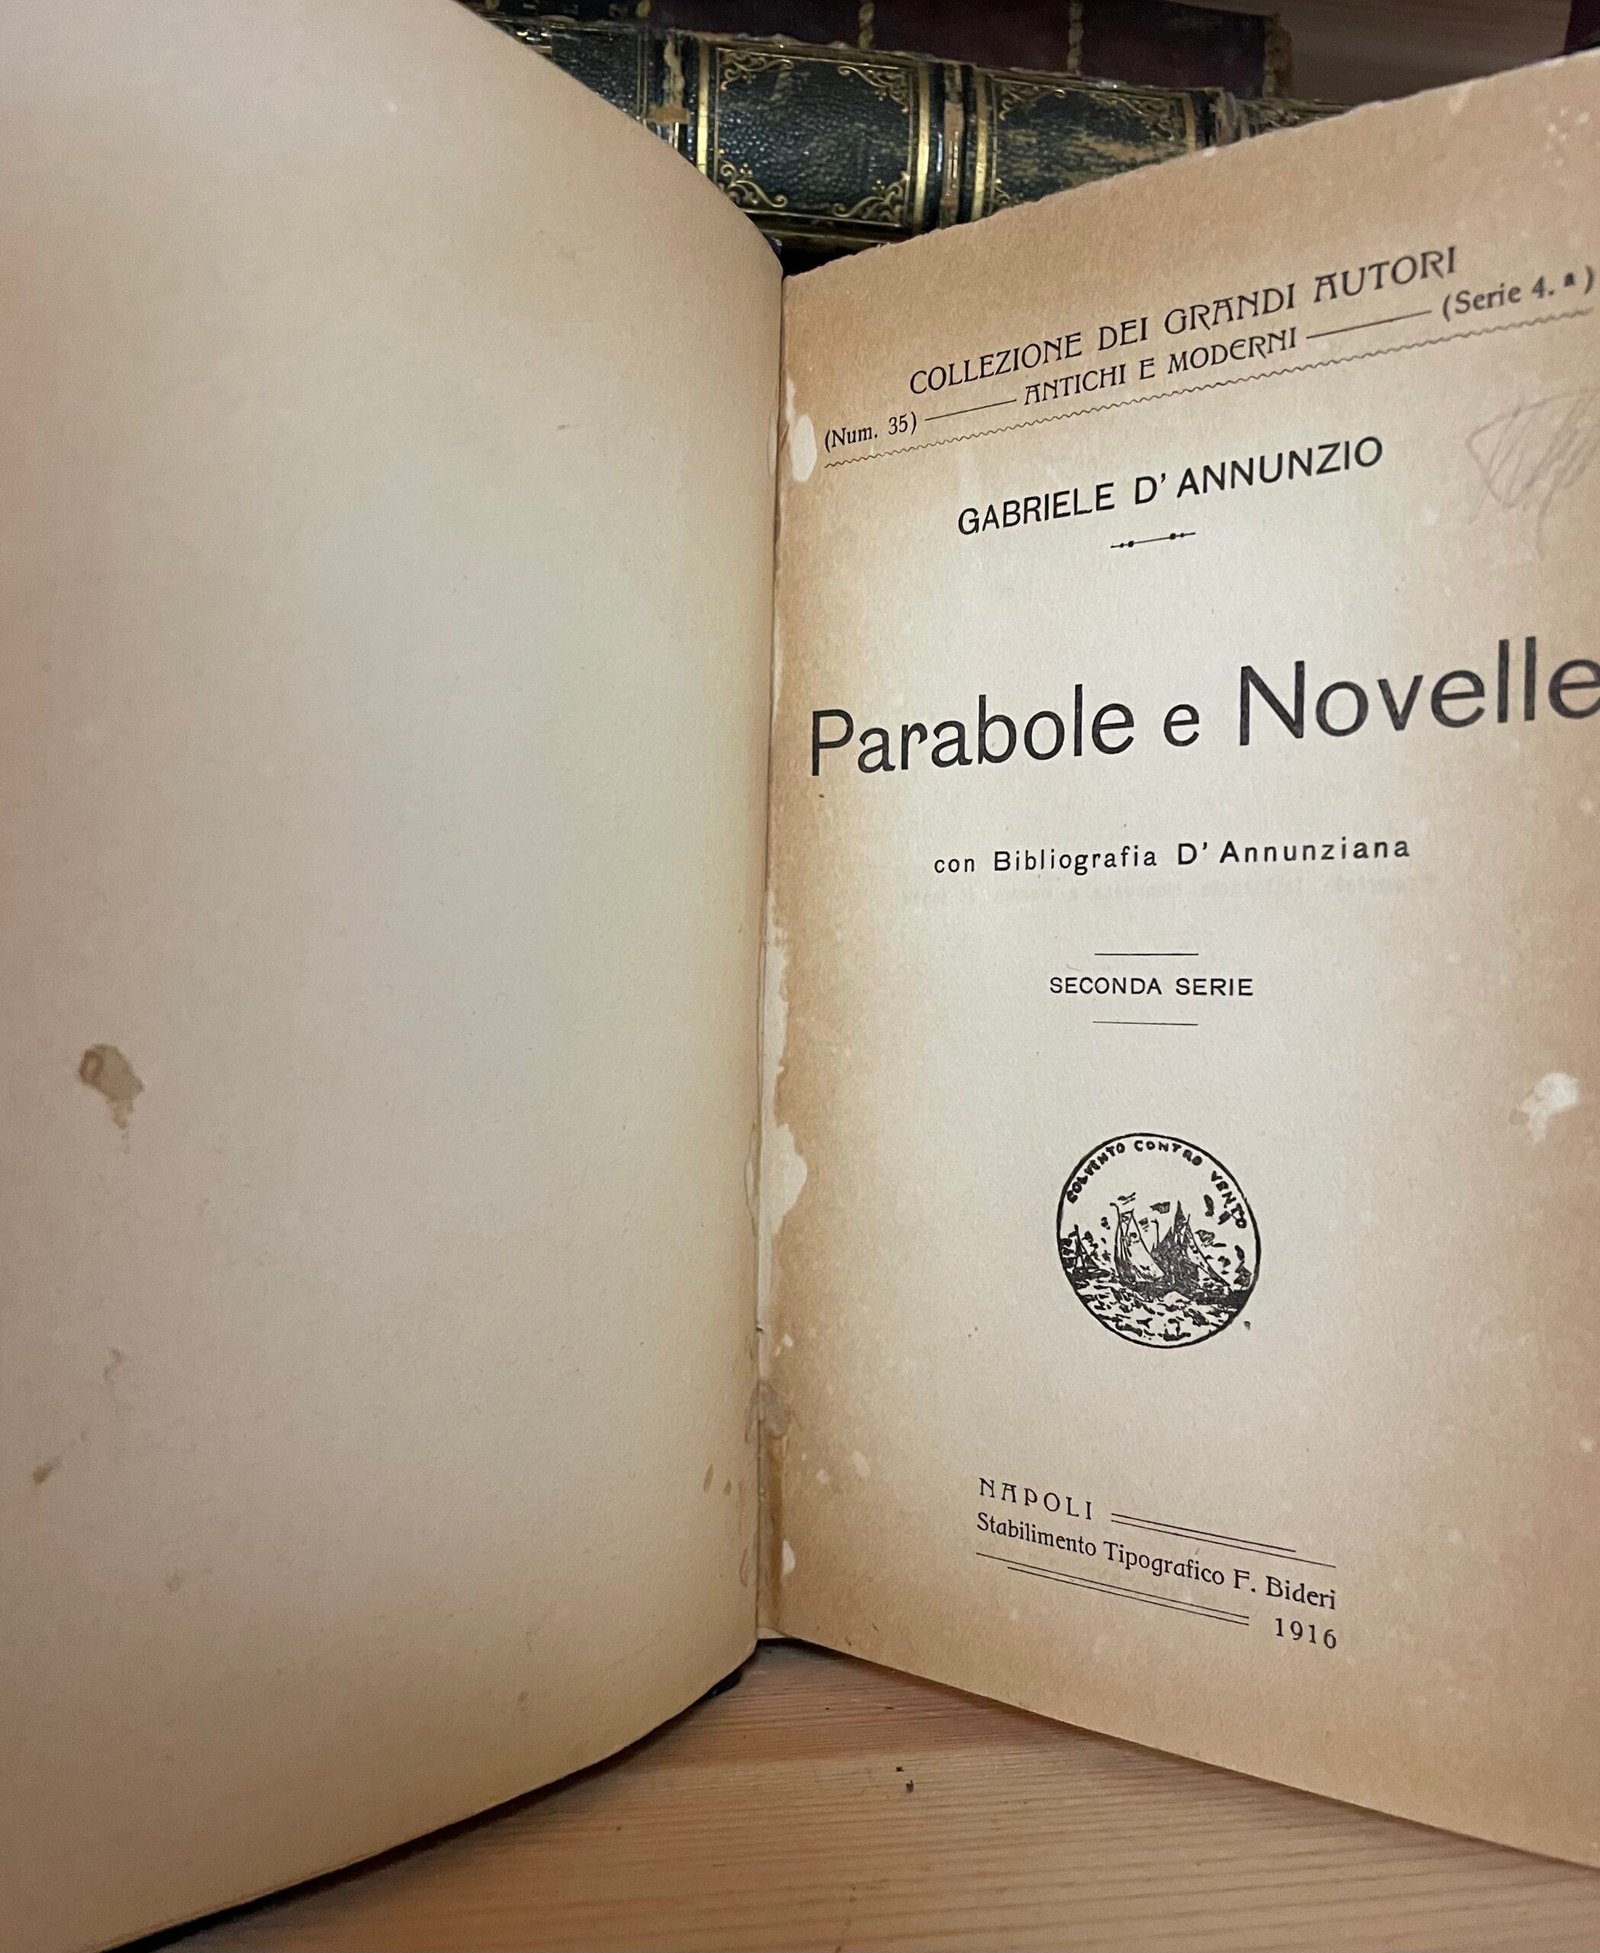 COLLEZIONE DEI GRANDI AUTORI
(Num. 35) ANTICHI E MODERNI (Serie 4.ª)
GABRIELE D'ANNUNZIO
Parabole e Novelle
con Bibliografia D'Annunziana
SECONDA SERIE
COLVENTO CONTRO VENTO
NAPOLI
Stabilimento Tipografico F. Bideri
1916